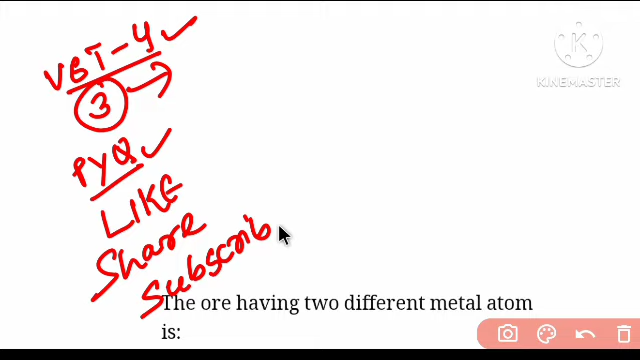 VBT-4
3
PYQ
LIKE
Share
Subscrib
KINEMASTER
The ore having two different metal atom
is: